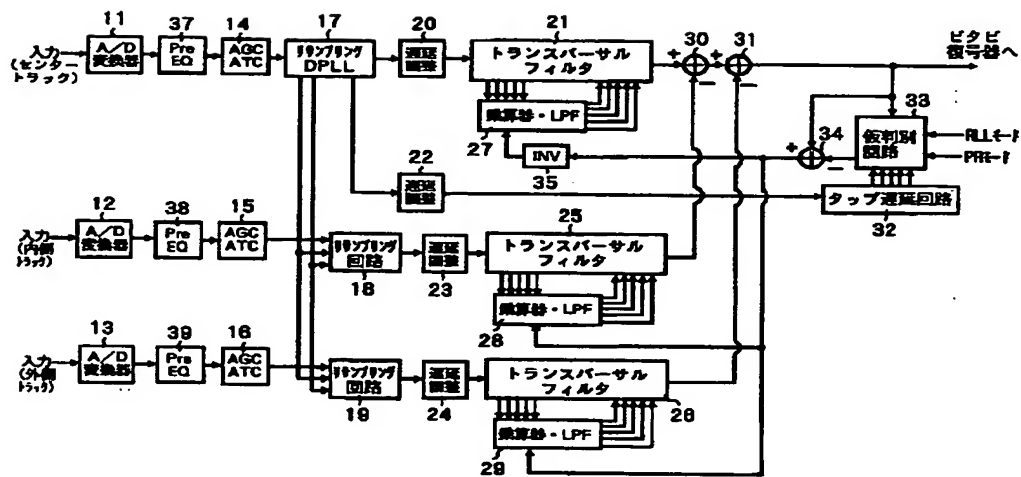 11
37
14
17
20
21
30
31
入力
(センター
トラック)
A/D
変換器
Pre
EQ
AGC
ATC
リサンプリング
DPLL
遅延
調整
トランスバーサル
フィルタ
+
−
+
−
ビタビ
復号器へ
乗算器・LPF
27
INV
35
+
−
34
33
仮判別
回路
RLLモード
PRモード
22
遅延
調整
タップ遅延回路
32
12
38
15
25
入力
(内側
トラック)
A/D
変換器
Pre
EQ
AGC
ATC
リサンプリング
回路
18
遅延
調整
23
トランスバーサル
フィルタ
乗算器・LPF
28
13
39
16
入力
(外側
トラック)
A/D
変換器
Pre
EQ
AGC
ATC
リサンプリング
回路
19
遅延
調整
24
トランスバーサル
フィルタ
26
乗算器・LPF
29